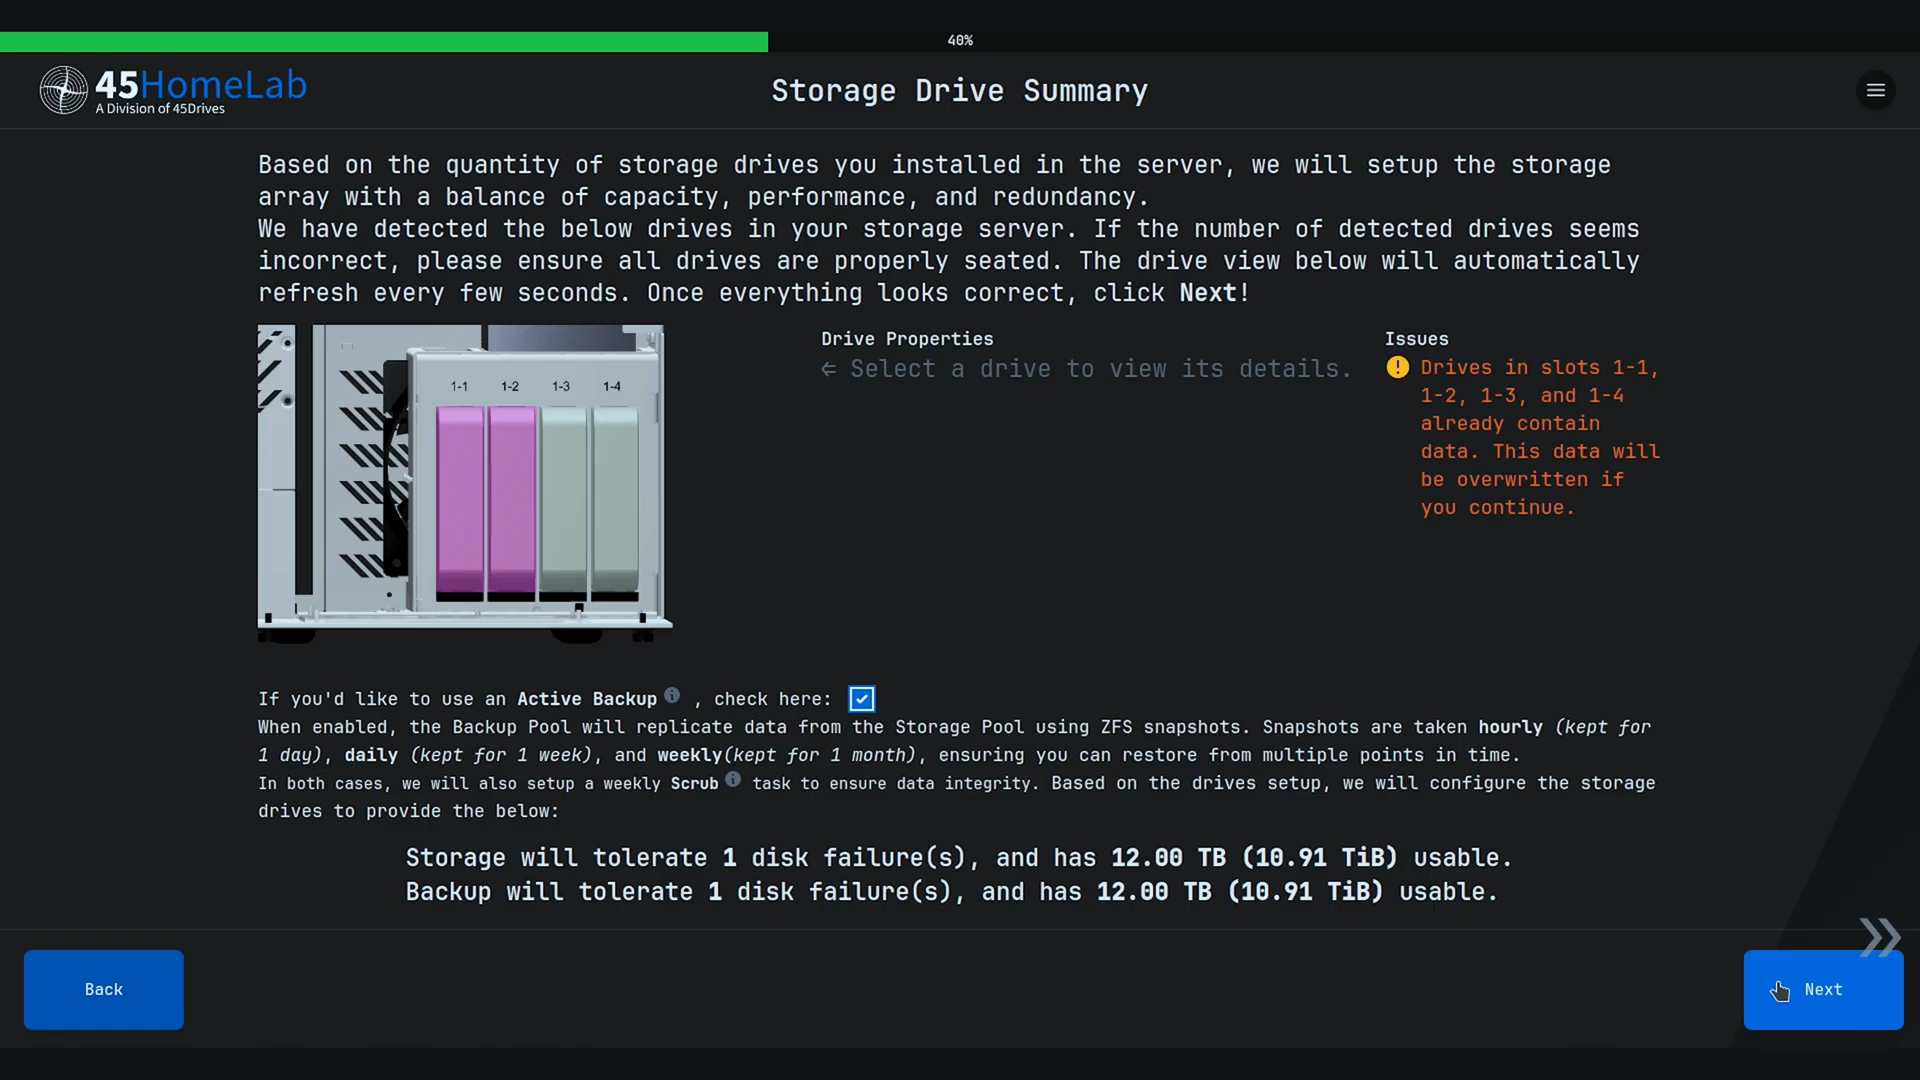 40%
45HomeLab
A Division of 45Drives
Storage Drive Summary
Based on the quantity of storage drives you installed in the server, we will setup the storage
array with a balance of capacity, performance, and redundancy.
We have detected the below drives in your storage server. If the number of detected drives seems
incorrect, please ensure all drives are properly seated. The drive view below will automatically
refresh every few seconds. Once everything looks correct, click Next!
1-1 1-2 1-3 1-4
Drive Properties
← Select a drive to view its details.
Issues
Drives in slots 1-1,
1-2, 1-3, and 1-4
already contain
data. This data will
be overwritten if
you continue.
If you'd like to use an Active Backup , check here:
When enabled, the Backup Pool will replicate data from the Storage Pool using ZFS snapshots. Snapshots are taken hourly (kept for
1 day), daily (kept for 1 week), and weekly(kept for 1 month), ensuring you can restore from multiple points in time.
In both cases, we will also setup a weekly Scrub task to ensure data integrity. Based on the drives setup, we will configure the storage
drives to provide the below:
Storage will tolerate 1 disk failure(s), and has 12.00 TB (10.91 TiB) usable.
Backup will tolerate 1 disk failure(s), and has 12.00 TB (10.91 TiB) usable.
Back
Next